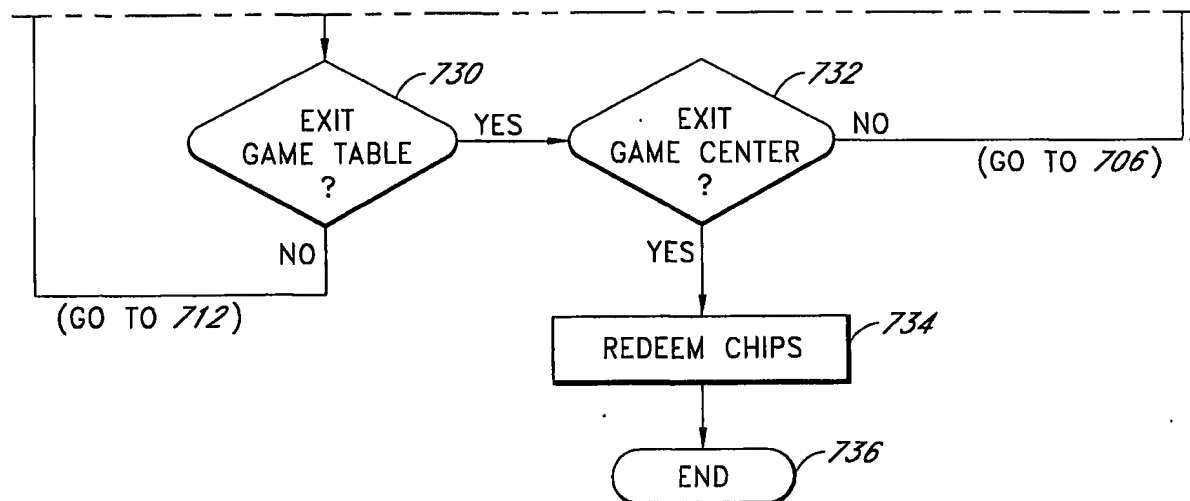 730
EXIT
GAME TABLE
?
YES
NO
(GO TO 712)
732
EXIT
GAME CENTER
?
NO
(GO TO 706)
YES
REDEEM CHIPS
734
END
736